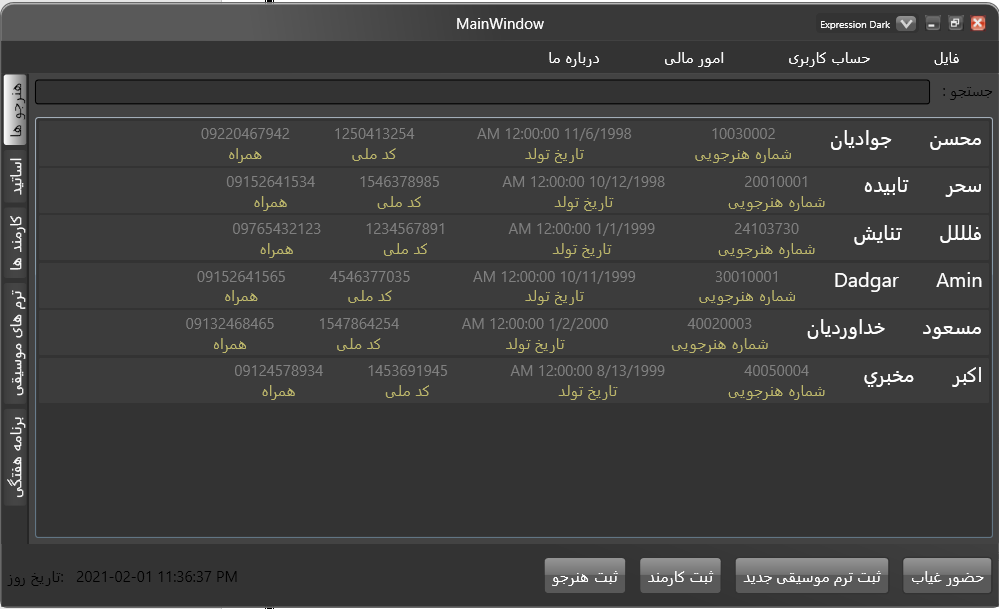 MainWindow
Expression Dark
فایل
حساب کاربری
امور مالی
درباره ما
جستجو :
هنرجو ها
اساتید
کارمند ها
ترم های موسیقی
برنامه هفتگی
محسن جوادیان 10030002 11/6/1998 12:00:00 AM 1250413254 09220467942
شماره هنرجویی تاریخ تولد کد ملی همراه
سحر تابیده 20010001 10/12/1998 12:00:00 AM 1546378985 09152641534
شماره هنرجویی تاریخ تولد کد ملی همراه
فلللل تنایش 24103730 1/1/1999 12:00:00 AM 1234567891 09765432123
شماره هنرجویی تاریخ تولد کد ملی همراه
Amin Dadgar 30010001 10/11/1999 12:00:00 AM 4546377035 09152641565
شماره هنرجویی تاریخ تولد کد ملی همراه
مسعود خداوردیان 40020003 1/2/2000 12:00:00 AM 1547864254 09132468465
شماره هنرجویی تاریخ تولد کد ملی همراه
اکبر مخبري 40050004 8/13/1999 12:00:00 AM 1453691945 09124578934
شماره هنرجویی تاریخ تولد کد ملی همراه
حضور غیاب
ثبت ترم موسیقی جدید
ثبت کارمند
ثبت هنرجو
2021-02-01 11:36:37 PM
تاریخ روز: